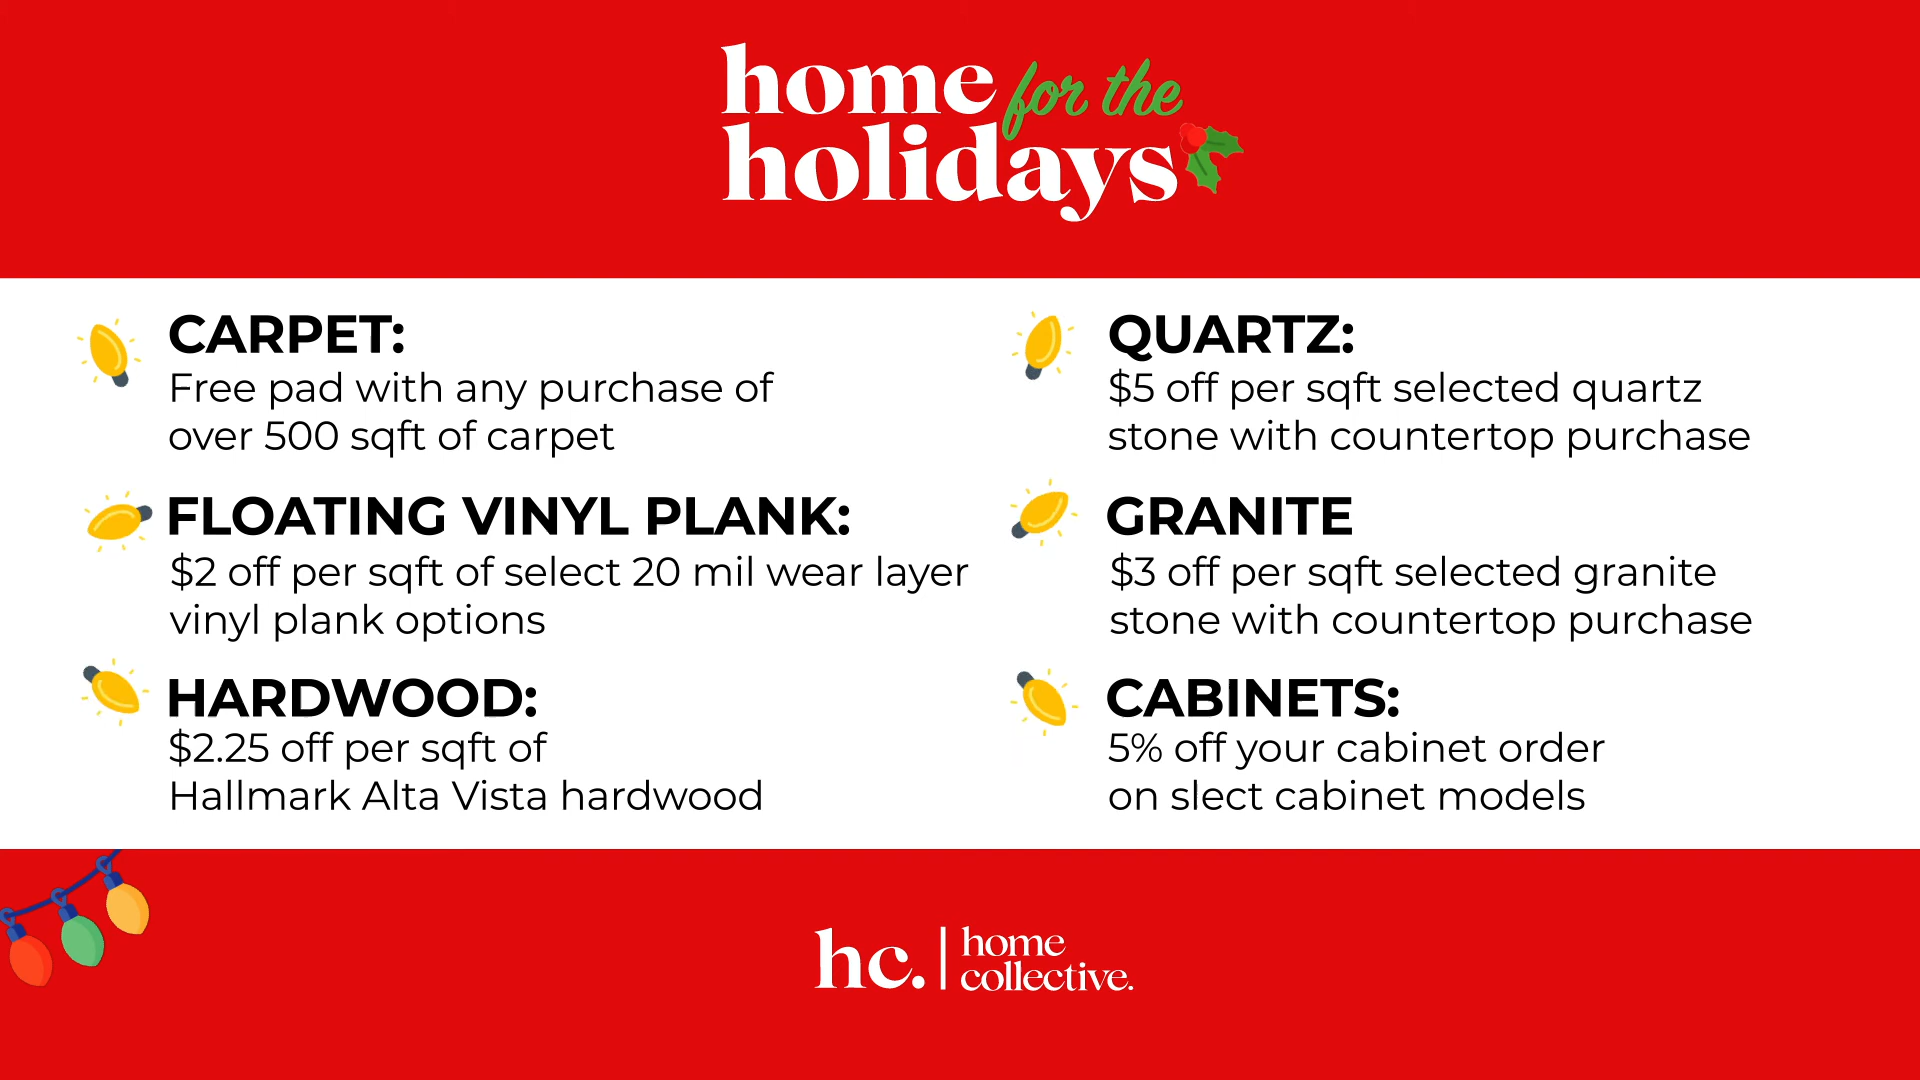 home for the
holidays
CARPET:
Free pad with any purchase of
over 500 sqft of carpet
FLOATING VINYL PLANK:
$2 off per sqft of select 20 mil wear layer
vinyl plank options
HARDWOOD:
$2.25 off per sqft of
Hallmark Alta Vista hardwood
QUARTZ:
$5 off per sqft selected quartz
stone with countertop purchase
GRANITE
$3 off per sqft selected granite
stone with countertop purchase
CABINETS:
5% off your cabinet order
on slect cabinet models
hc. | home
collective.